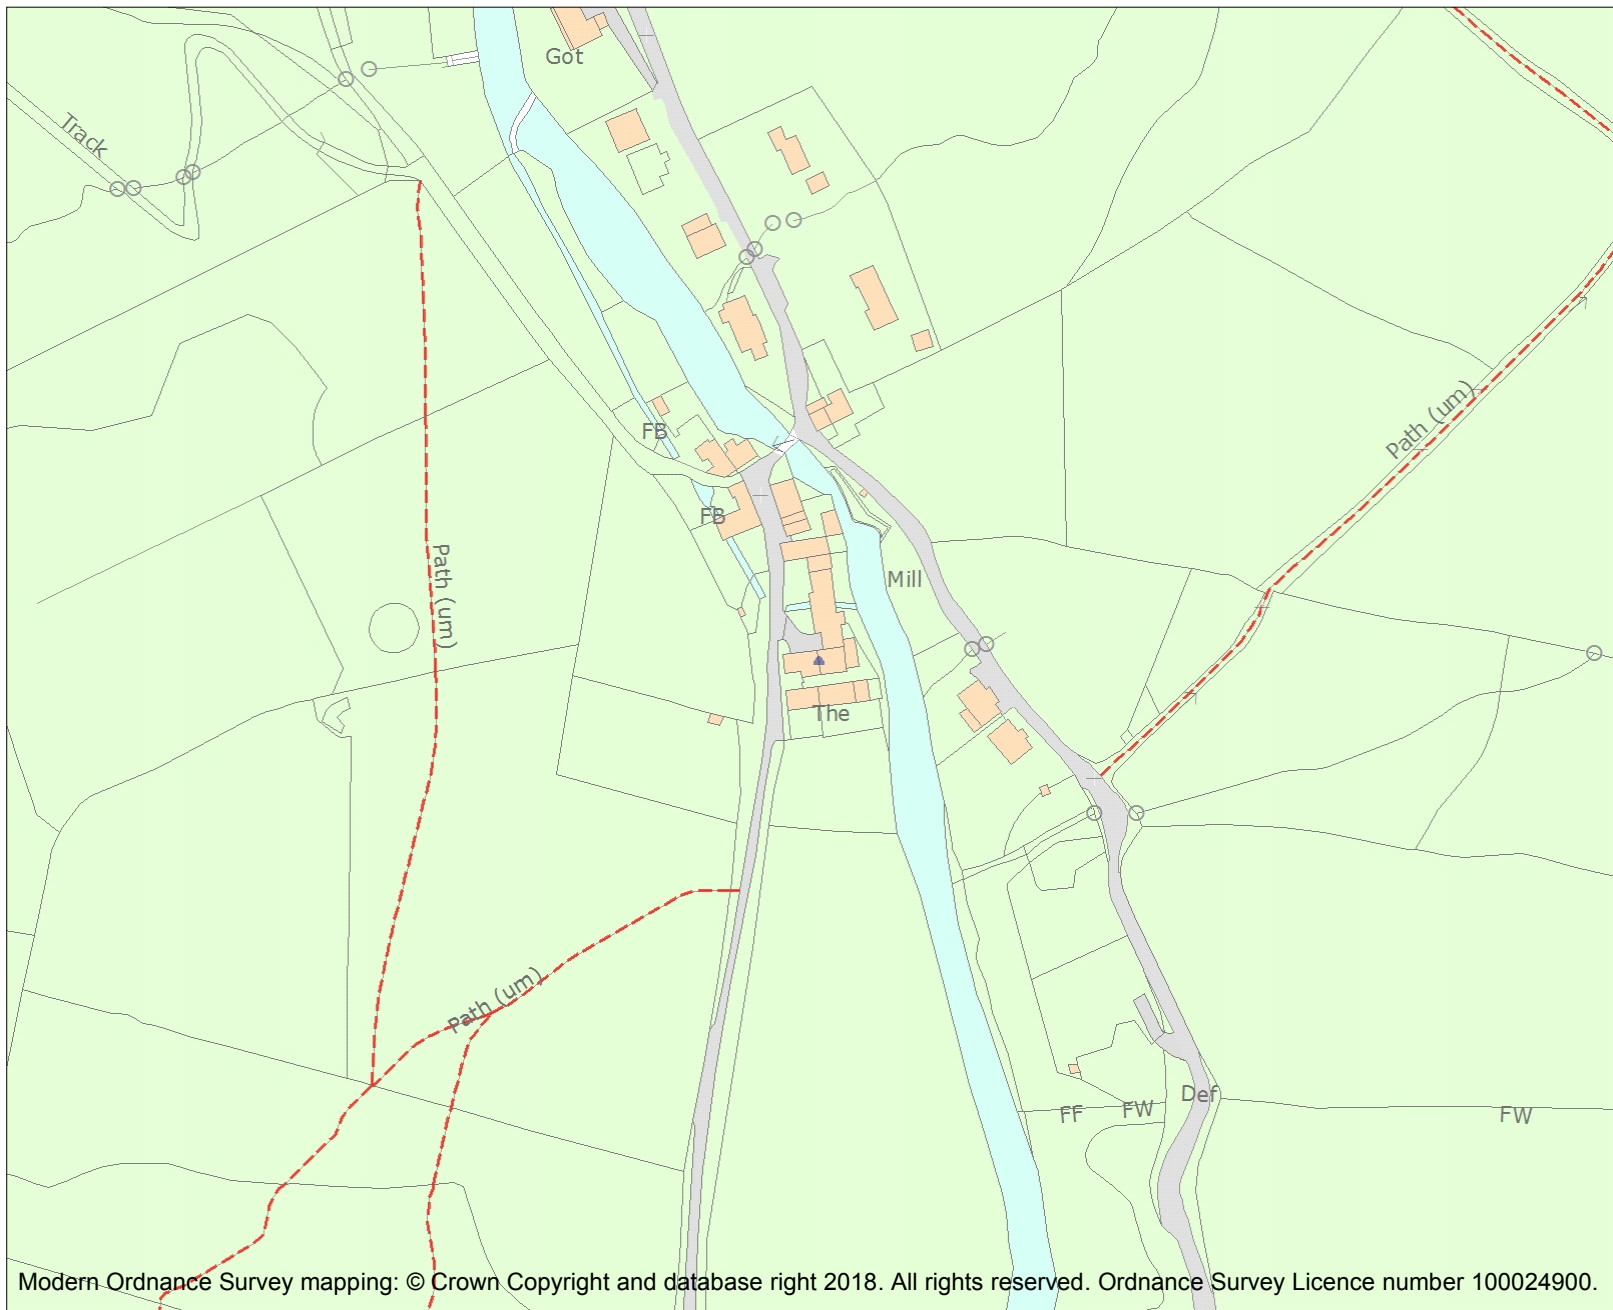 Got
Track
FB
Path (um)
FB
Path (um)
Mill
The
Path (um)
Def
FF
FW
FW
Modern Ordnance Survey mapping: © Crown Copyright and database right 2018. All rights reserved. Ordnance Survey Licence number 100024900.